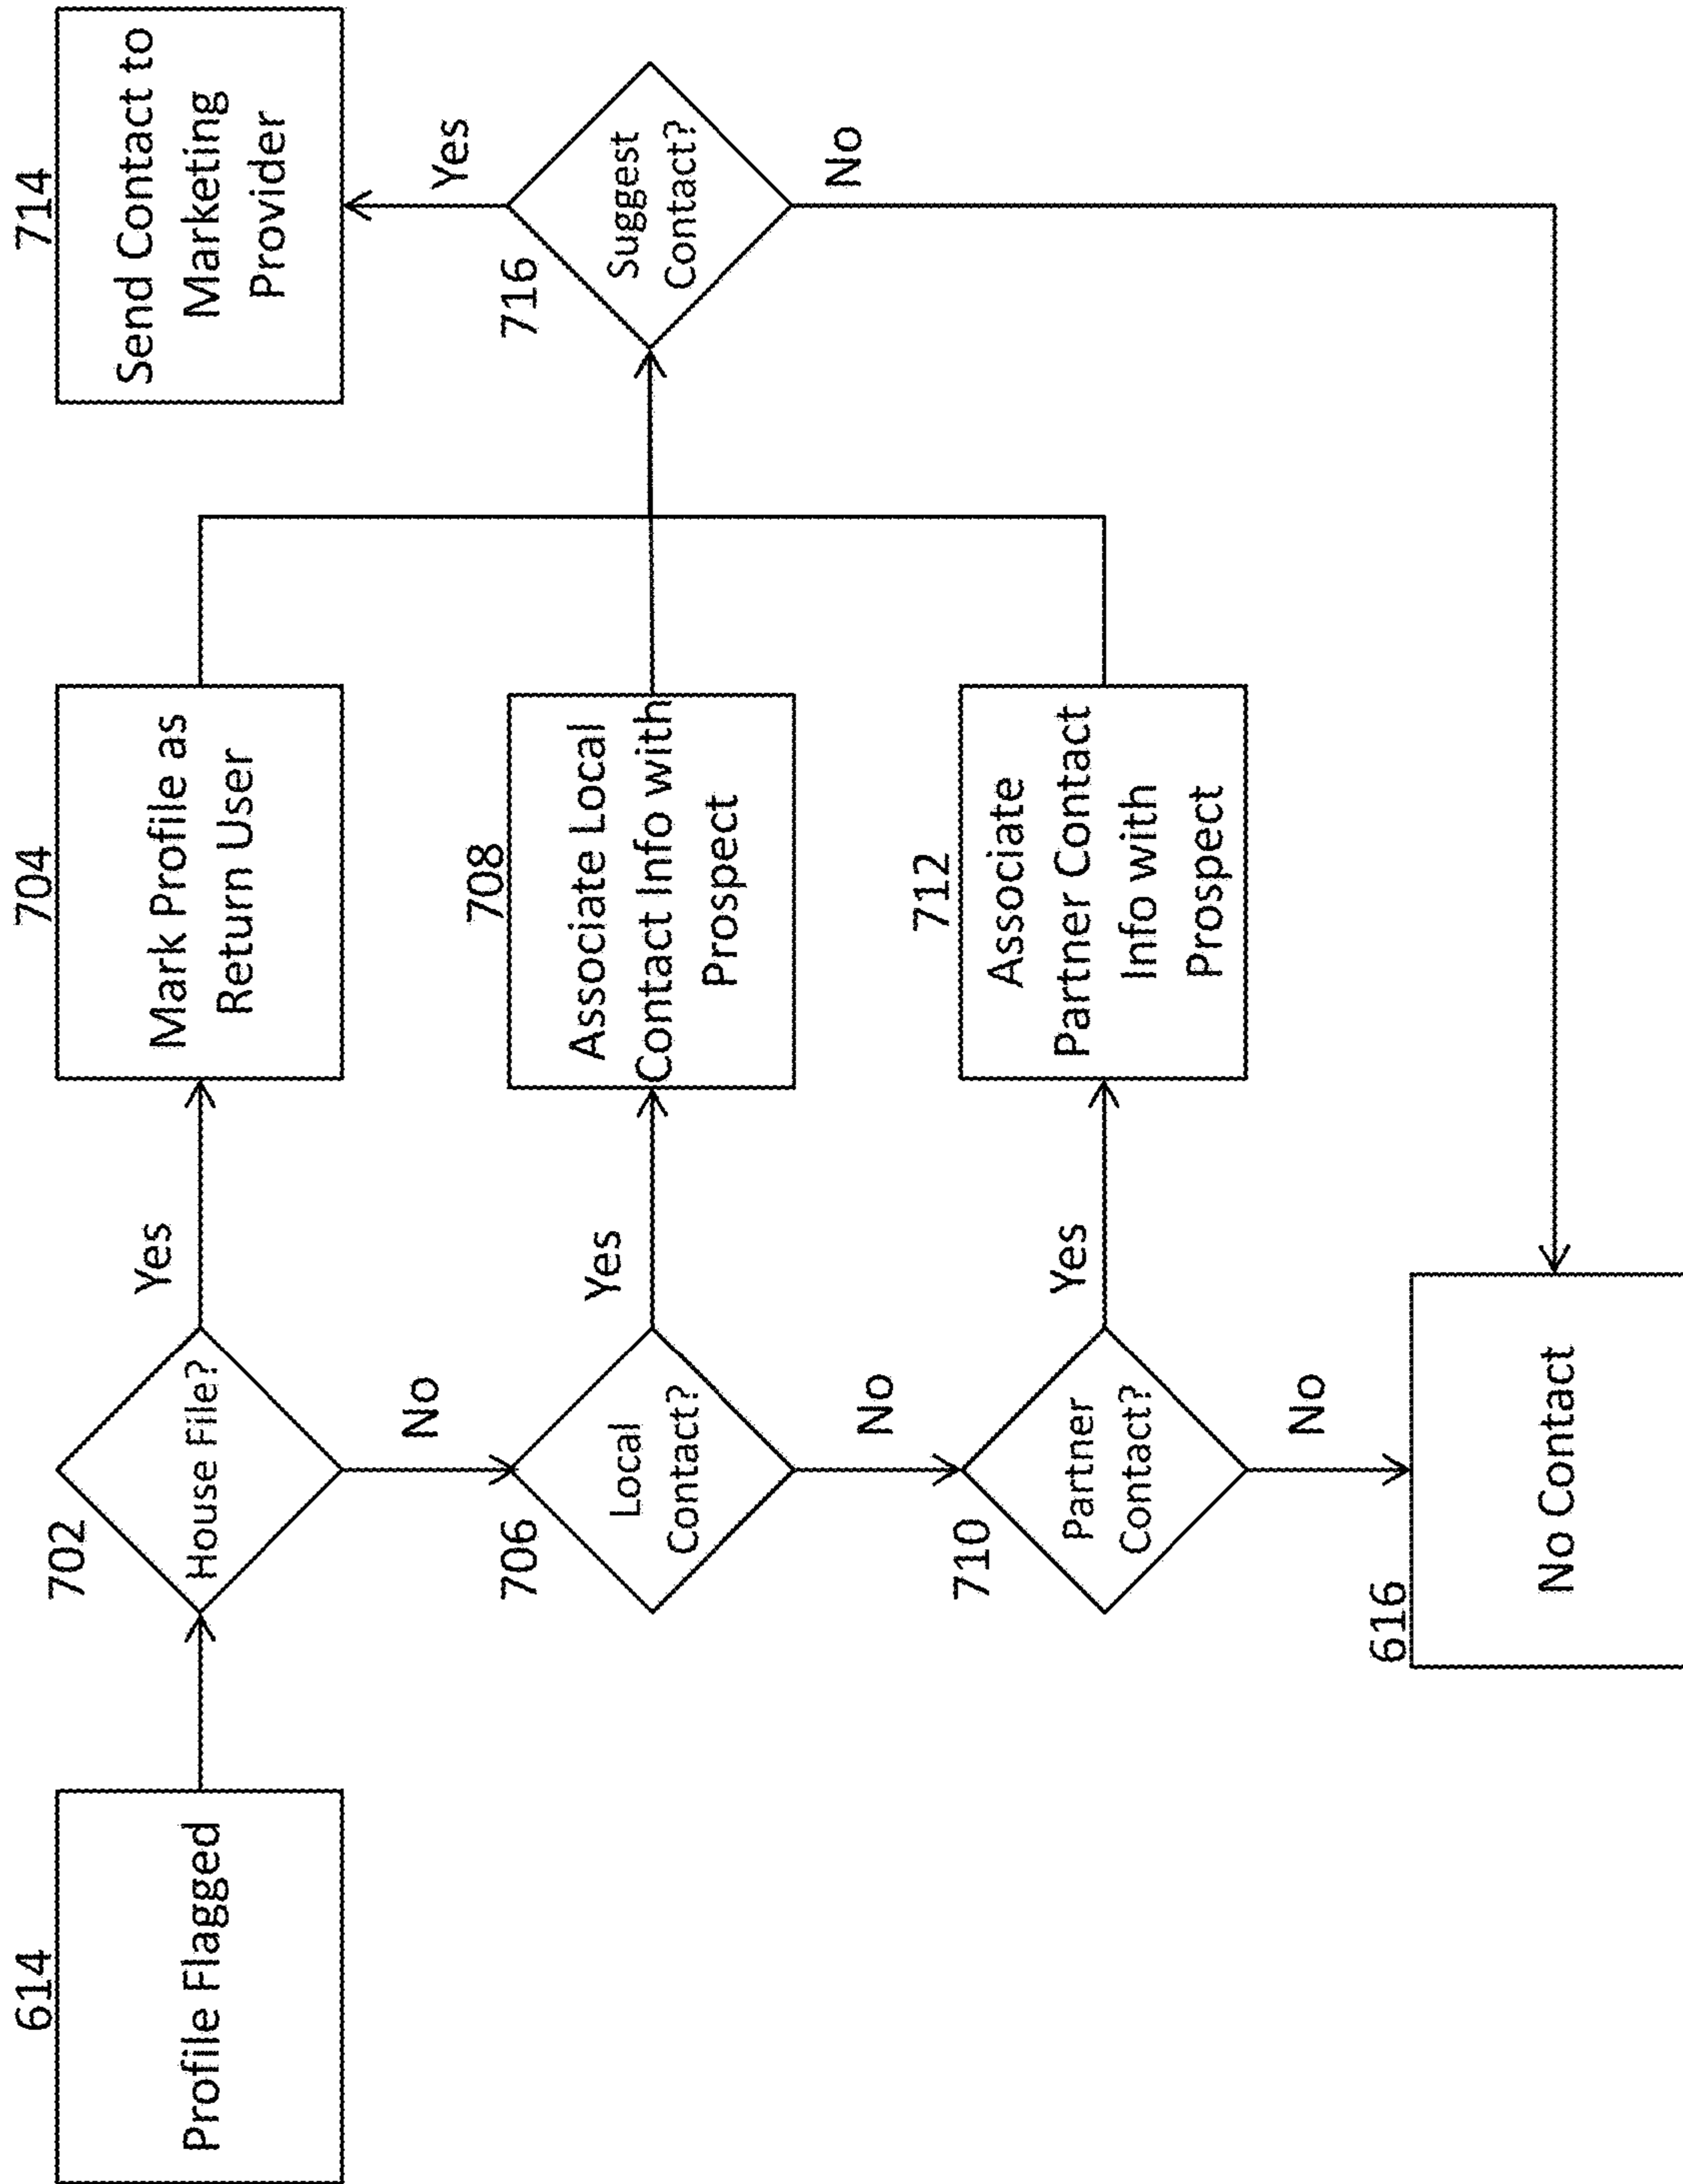 614
Profile Flagged
702
House File?
Yes
704
Mark Profile as
Return User
714
Send Contact to
Marketing
Provider
No
706
Local
Contact?
Yes
708
Associate Local
Contact Info with
Prospect
716
Suggest
Contact?
Yes
No
No
710
Partner
Contact?
Yes
712
Associate
Partner Contact
Info with
Prospect
No
616
No Contact